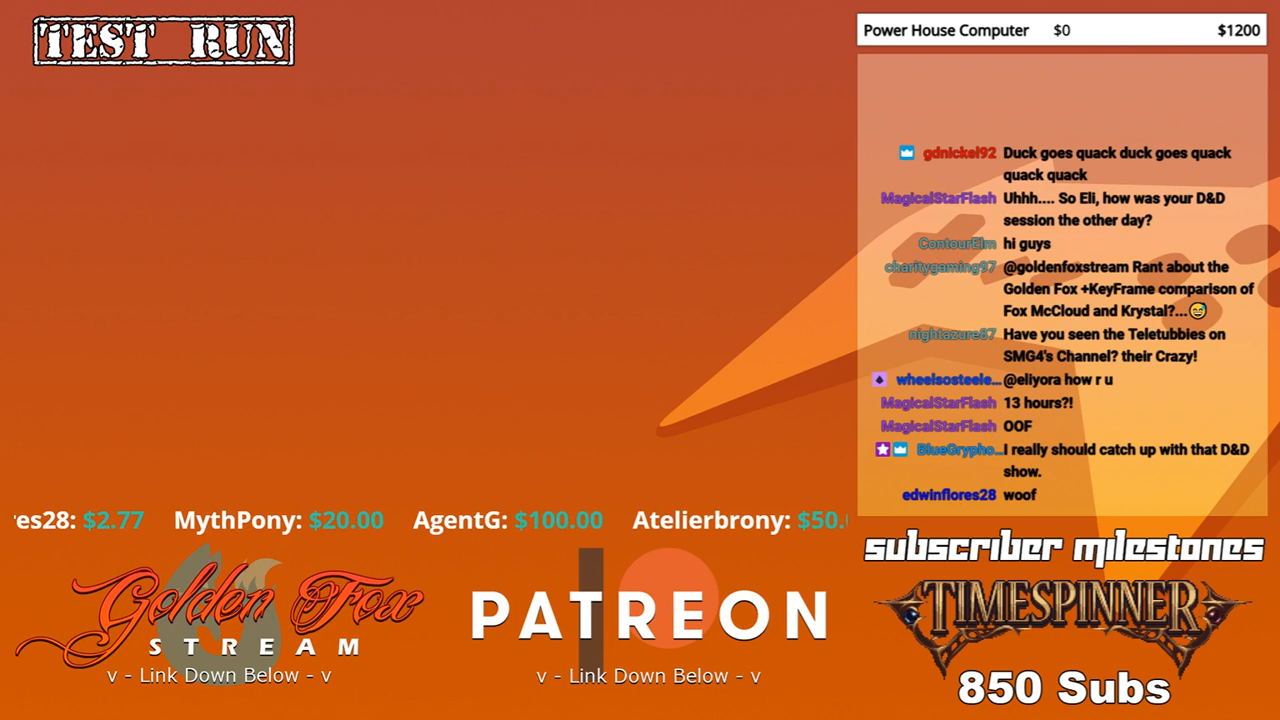 TEST RUN
Power House Computer $0 $1200
gdnickel92 Duck goes quack duck goes quack
quack quack
MagicalStarFlash Uhhh.... So Eli, how was your D&D
session the other day?
ContourElm hi guys
charitygaming97 @goldenfoxstream Rant about the
Golden Fox +KeyFrame comparison of
Fox McCloud and Krystal?...😅
nightazure87 Have you seen the Teletubbies on
SMG4's Channel? their Crazy!
wheelsosteele... @eliyora how r u
MagicalStarFlash 13 hours?!
MagicalStarFlash OOF
BlueGrypho... I really should catch up with that D&D
show.
edwinflores28 woof
res28: $2.77 MythPony: $20.00 AgentG: $100.00 Atelierbrony: $50.
Golden Fox
STREAM
v - Link Down Below - v
PATREON
v - Link Down Below - v
SUBSCRIBER MILESTONES
TIMESPINNER
850 Subs